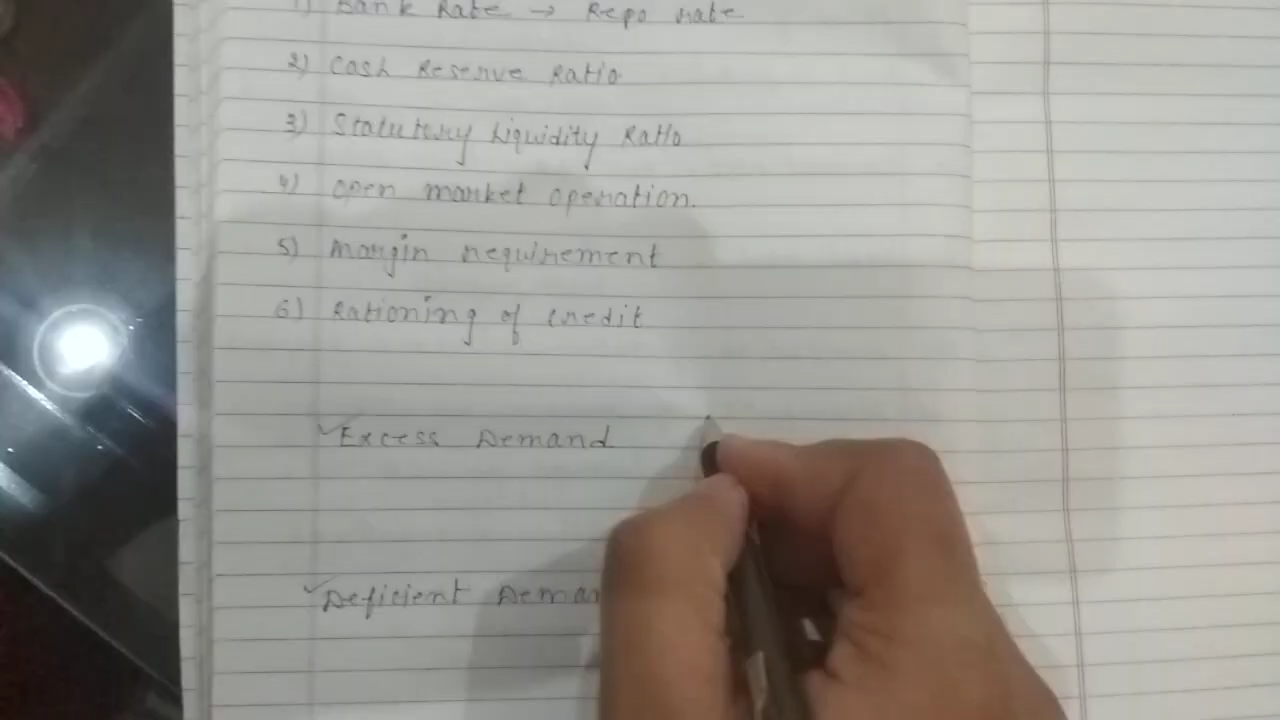 1) Bank Rate → Repo rate
2) Cash Reserve Ratio
3) Statutory Liquidity Ratio
4) open market operation.
5) margin requirement
6) Rationing of credit
✓Excess Demand
✓Deficient